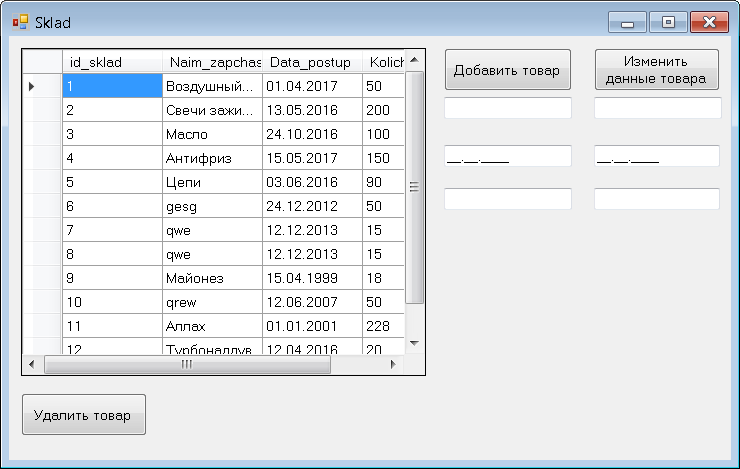 Sklad
id_sklad Naim_zapchas Data_postup Kolich
1 Воздушный... 01.04.2017 50
2 Свечи зажи... 13.05.2016 200
3 Масло 24.10.2016 100
4 Антифриз 15.05.2017 150
5 Цепи 03.06.2016 90
6 gesg 24.12.2012 50
7 qwe 12.12.2013 15
8 qwe 12.12.2013 15
9 Майонез 15.04.1999 18
10 qrew 12.06.2007 50
11 Аллах 01.01.2001 228
12 Турбонаддув 12.04.2016 20
Добавить товар
Изменить
данные товара
__.__.____
__.__.____
Удалить товар